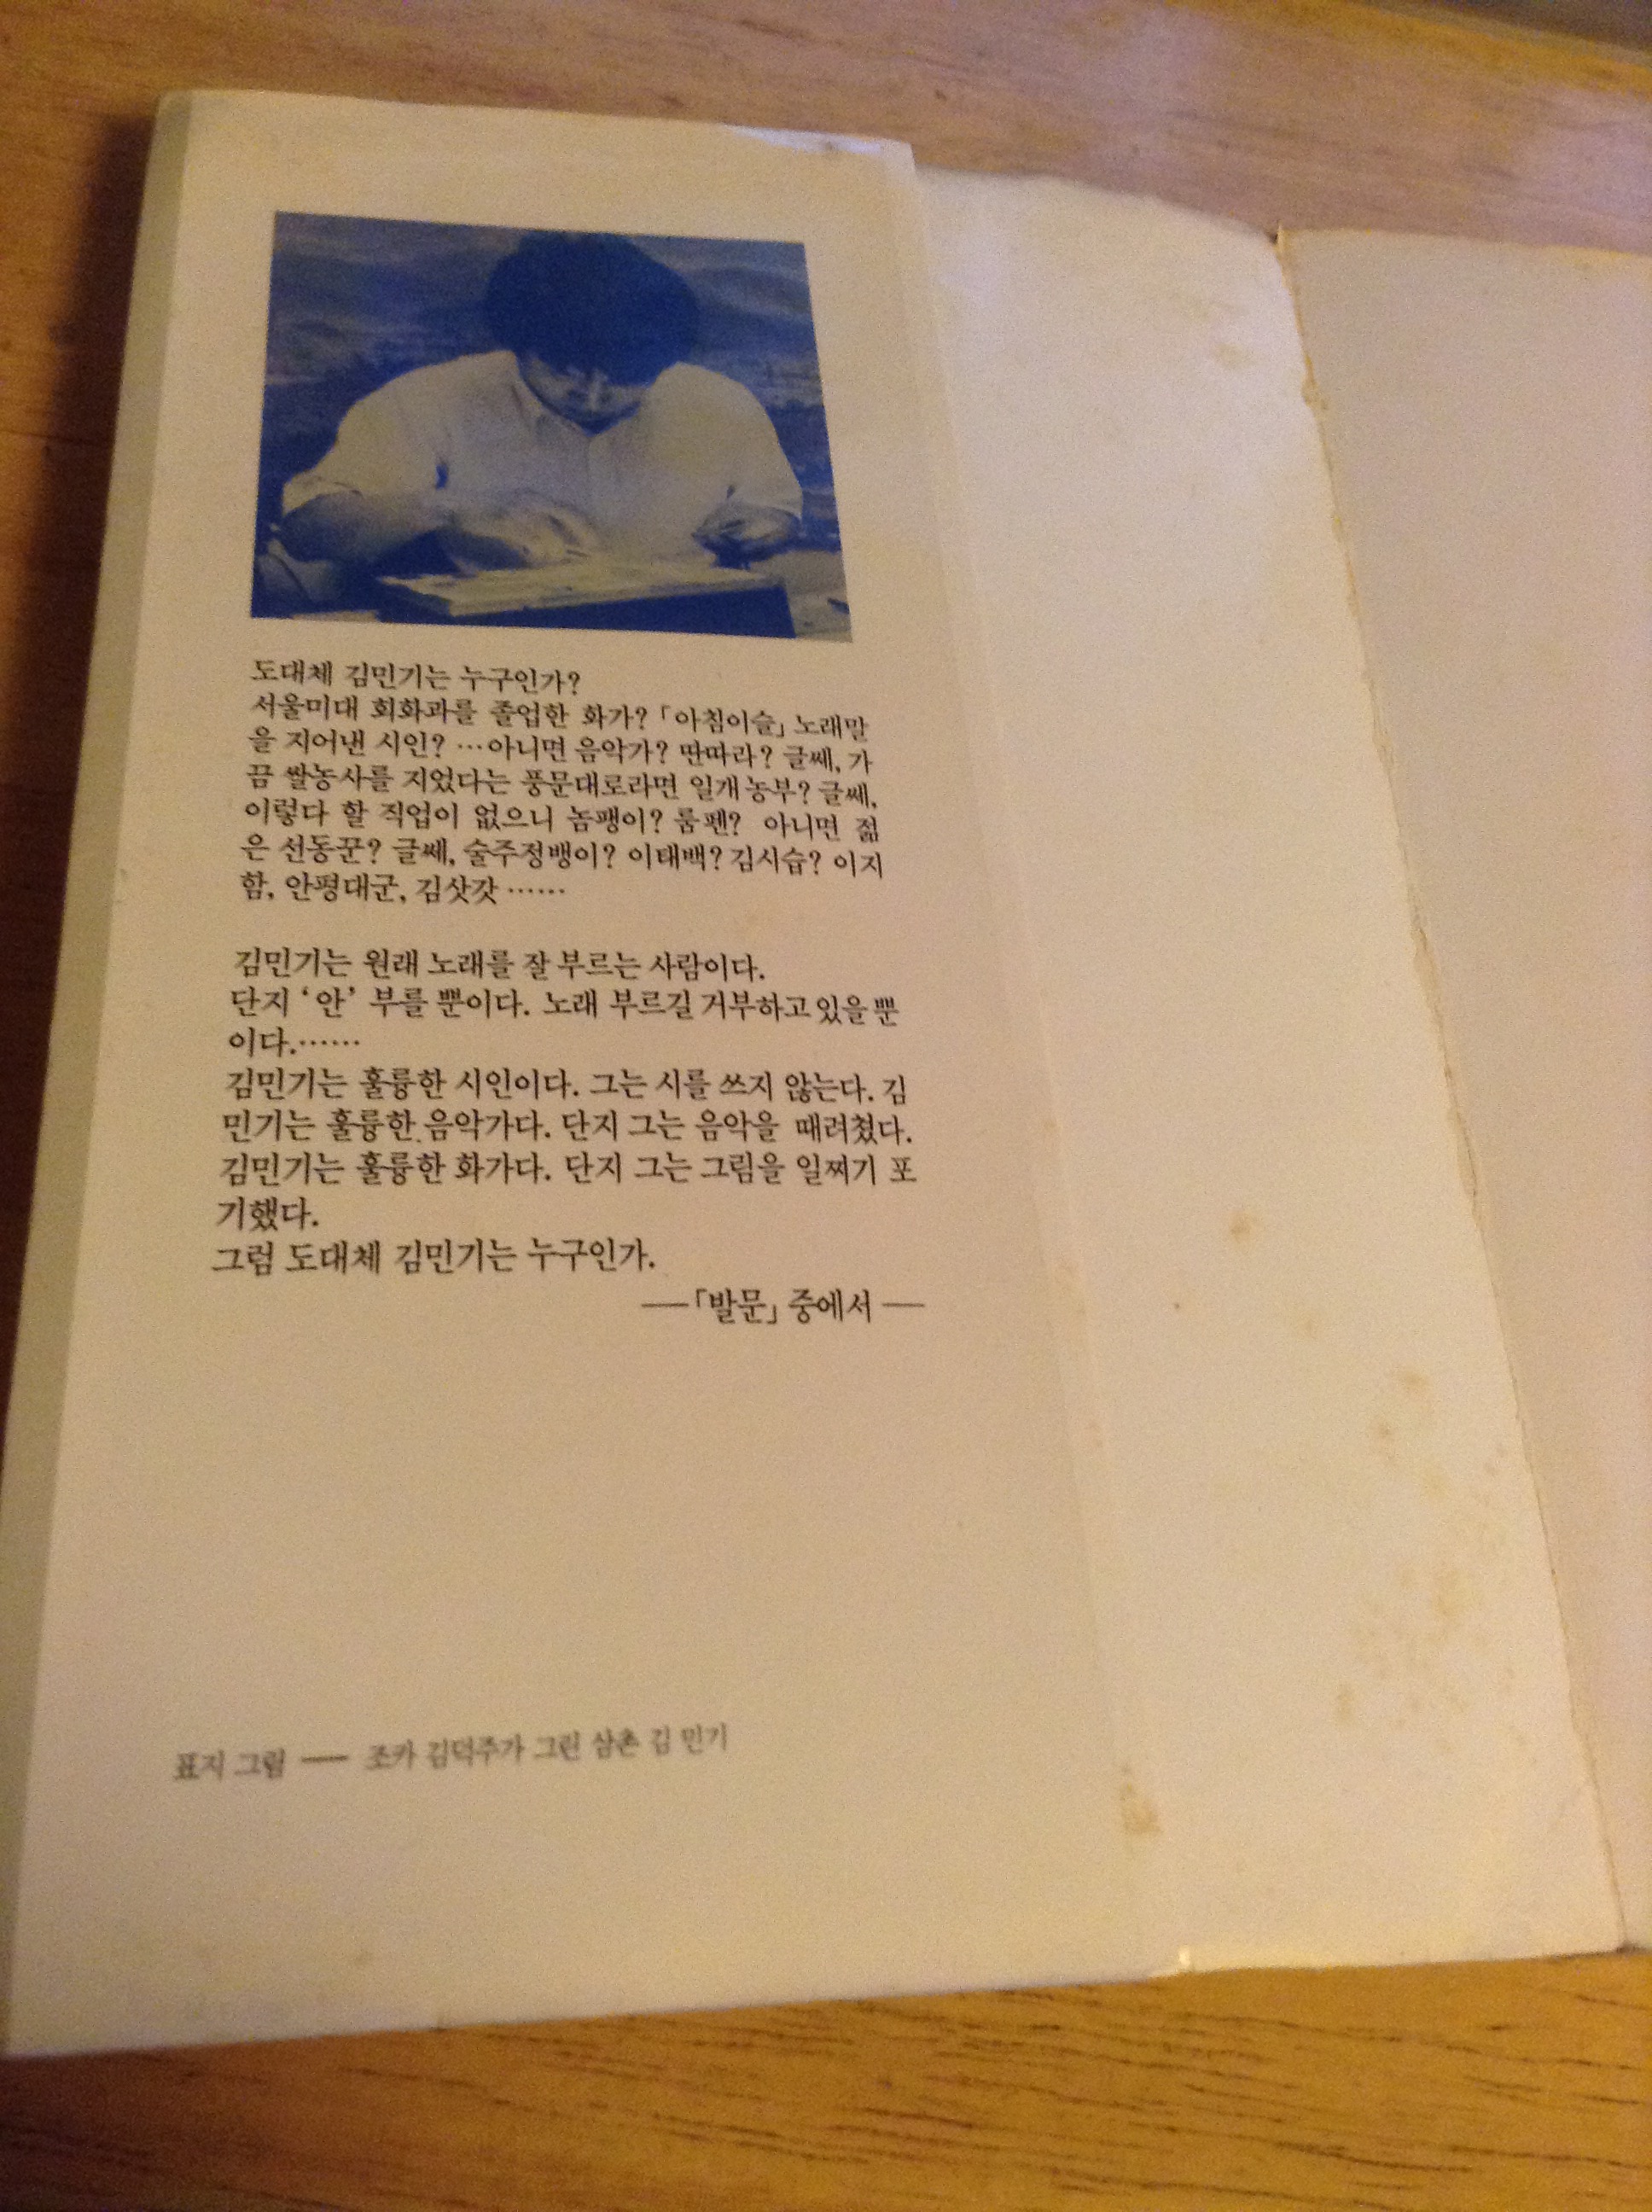 도대체 김민기는 누구인가?
서울미대 회화과를 졸업한 화가? 「아침이슬」 노래말
을 지어낸 시인? …아니면 음악가? 딴따라? 글쎄, 가
끔 쌀농사를 지었다는 풍문대로라면 일개 농부? 글쎄,
이렇다 할 직업이 없으니 놈팽이? 룸펜? 아니면 젊
은 선동꾼? 글쎄, 술주정뱅이? 이태백? 김시습? 이지
함, 안평대군, 김삿갓 ……
김민기는 원래 노래를 잘 부르는 사람이다.
단지 ‘안’ 부를 뿐이다. 노래 부르길 거부하고 있을 뿐
이다.……
김민기는 훌륭한 시인이다. 그는 시를 쓰지 않는다. 김
민기는 훌륭한 음악가다. 단지 그는 음악을 때려쳤다.
김민기는 훌륭한 화가다. 단지 그는 그림을 일찌기 포
기했다.
그럼 도대체 김민기는 누구인가.
—「발문」 중에서 —
표지 그림 — 조카 김덕주가 그린 삼촌 김 민기